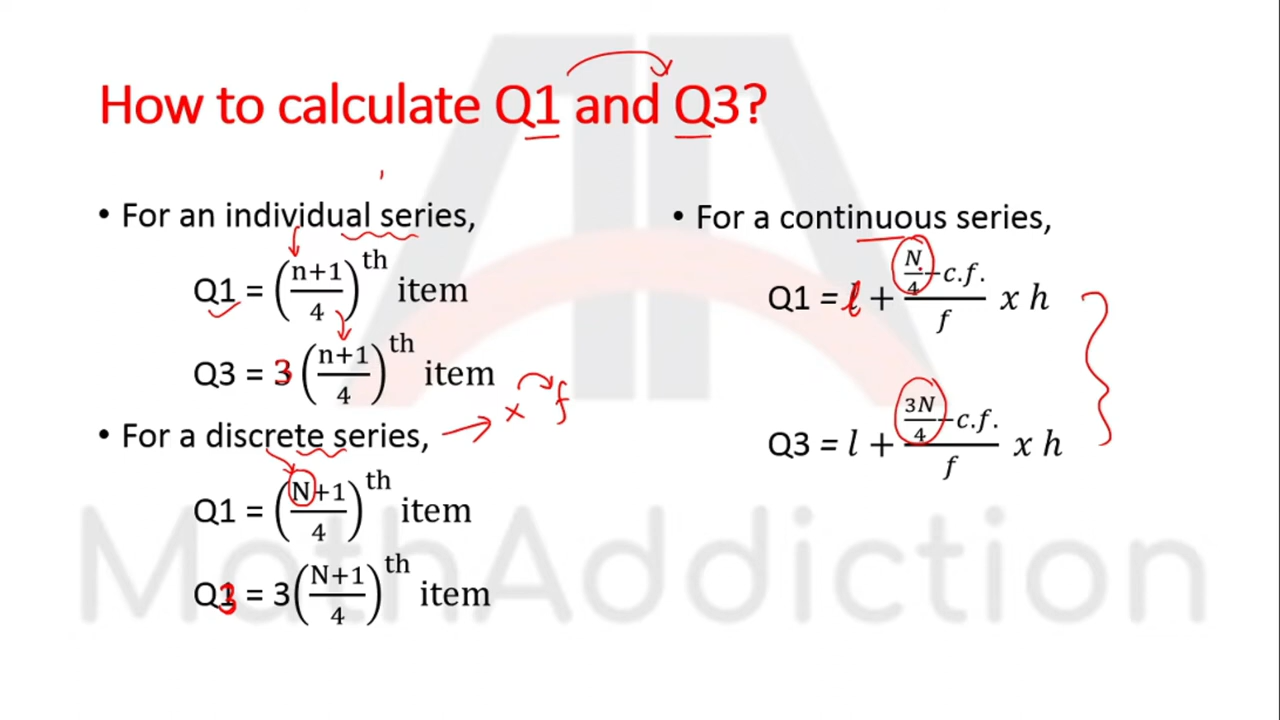 How to calculate Q1 and Q3?
• For an individual series,
Q1 = (n+1/4)^th item
Q3 = 3(n+1/4)^th item
• For a discrete series, → x f
Q1 = (N+1/4)^th item
Q3 = 3(N+1/4)^th item
• For a continuous series,
Q1 = l + (N/4 - c.f.)/f x h
Q3 = l + (3N/4 - c.f.)/f x h
MathAddiction